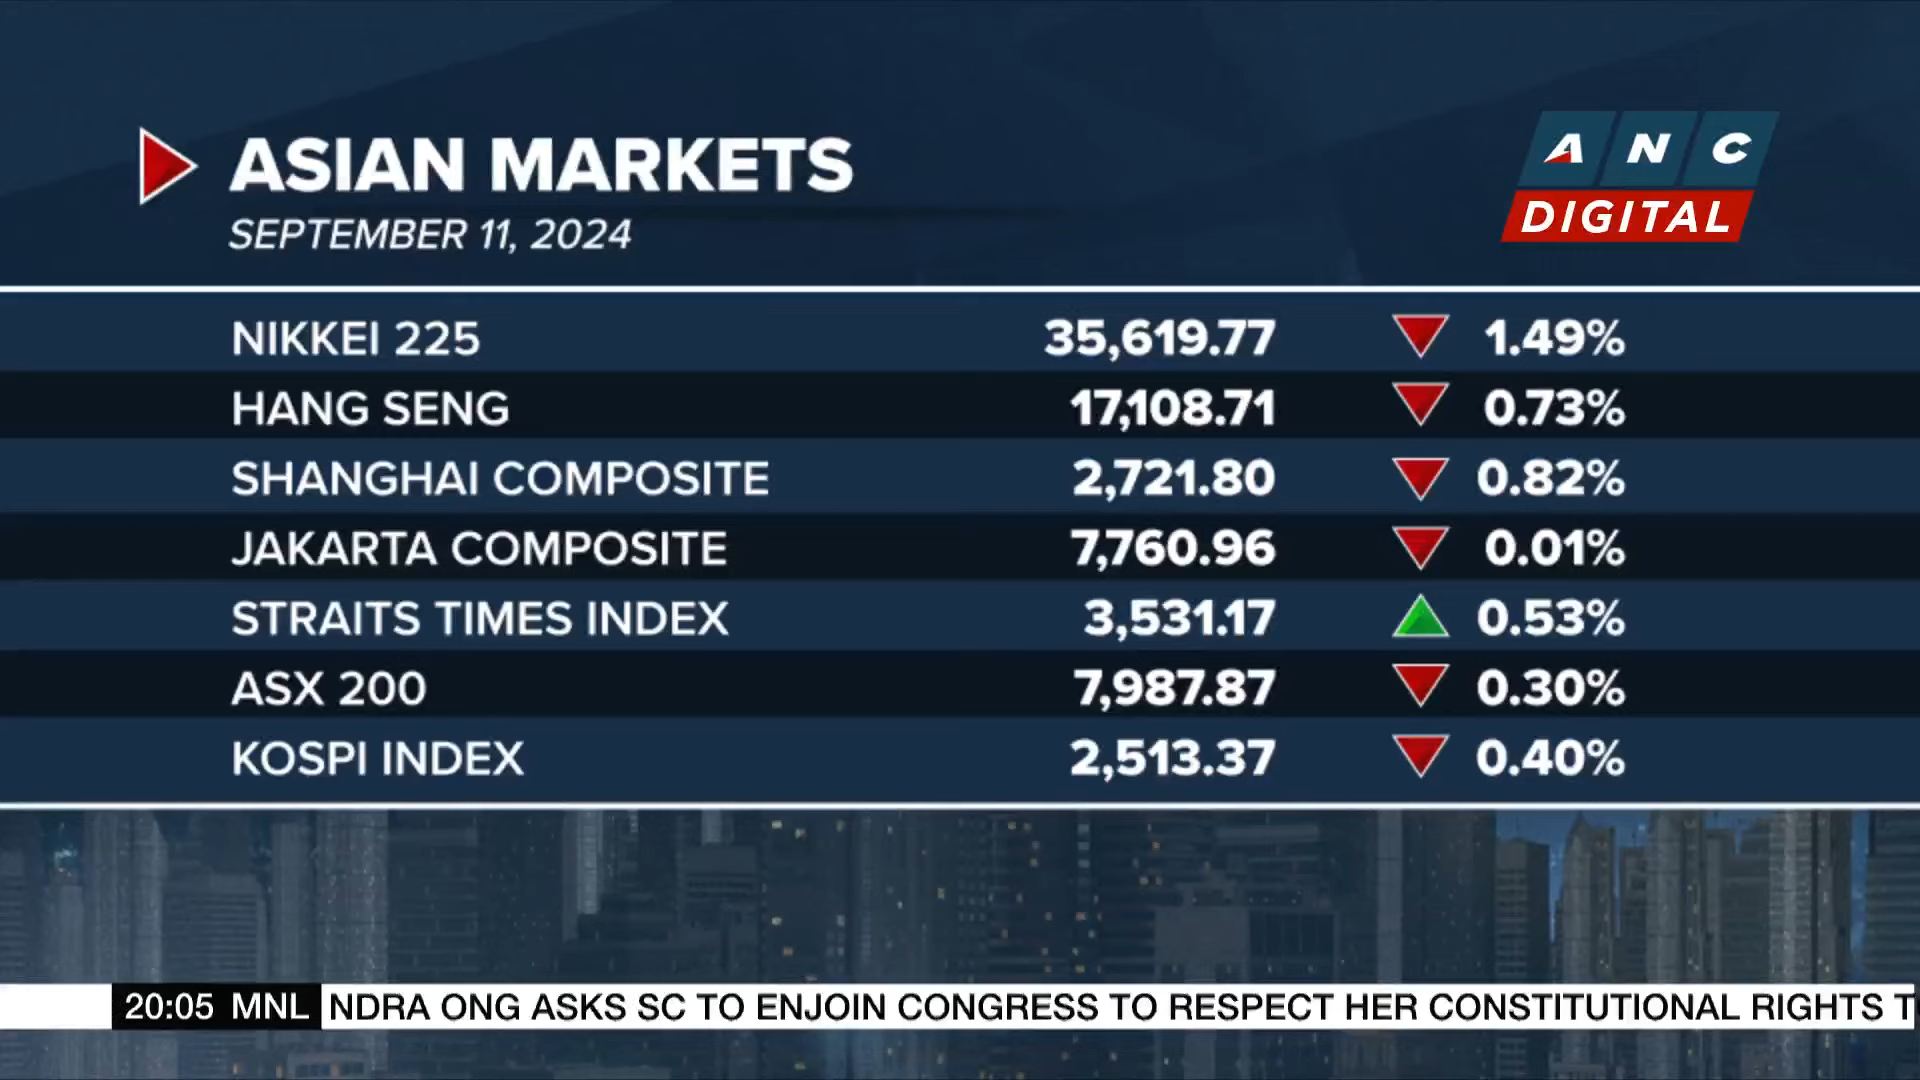 ASIAN MARKETS
SEPTEMBER 11, 2024
ANC
DIGITAL
NIKKEI 225 35,619.77 1.49%
HANG SENG 17,108.71 0.73%
SHANGHAI COMPOSITE 2,721.80 0.82%
JAKARTA COMPOSITE 7,760.96 0.01%
STRAITS TIMES INDEX 3,531.17 0.53%
ASX 200 7,987.87 0.30%
KOSPI INDEX 2,513.37 0.40%
20:05 MNL NDRA ONG ASKS SC TO ENJOIN CONGRESS TO RESPECT HER CONSTITUTIONAL RIGHTS T